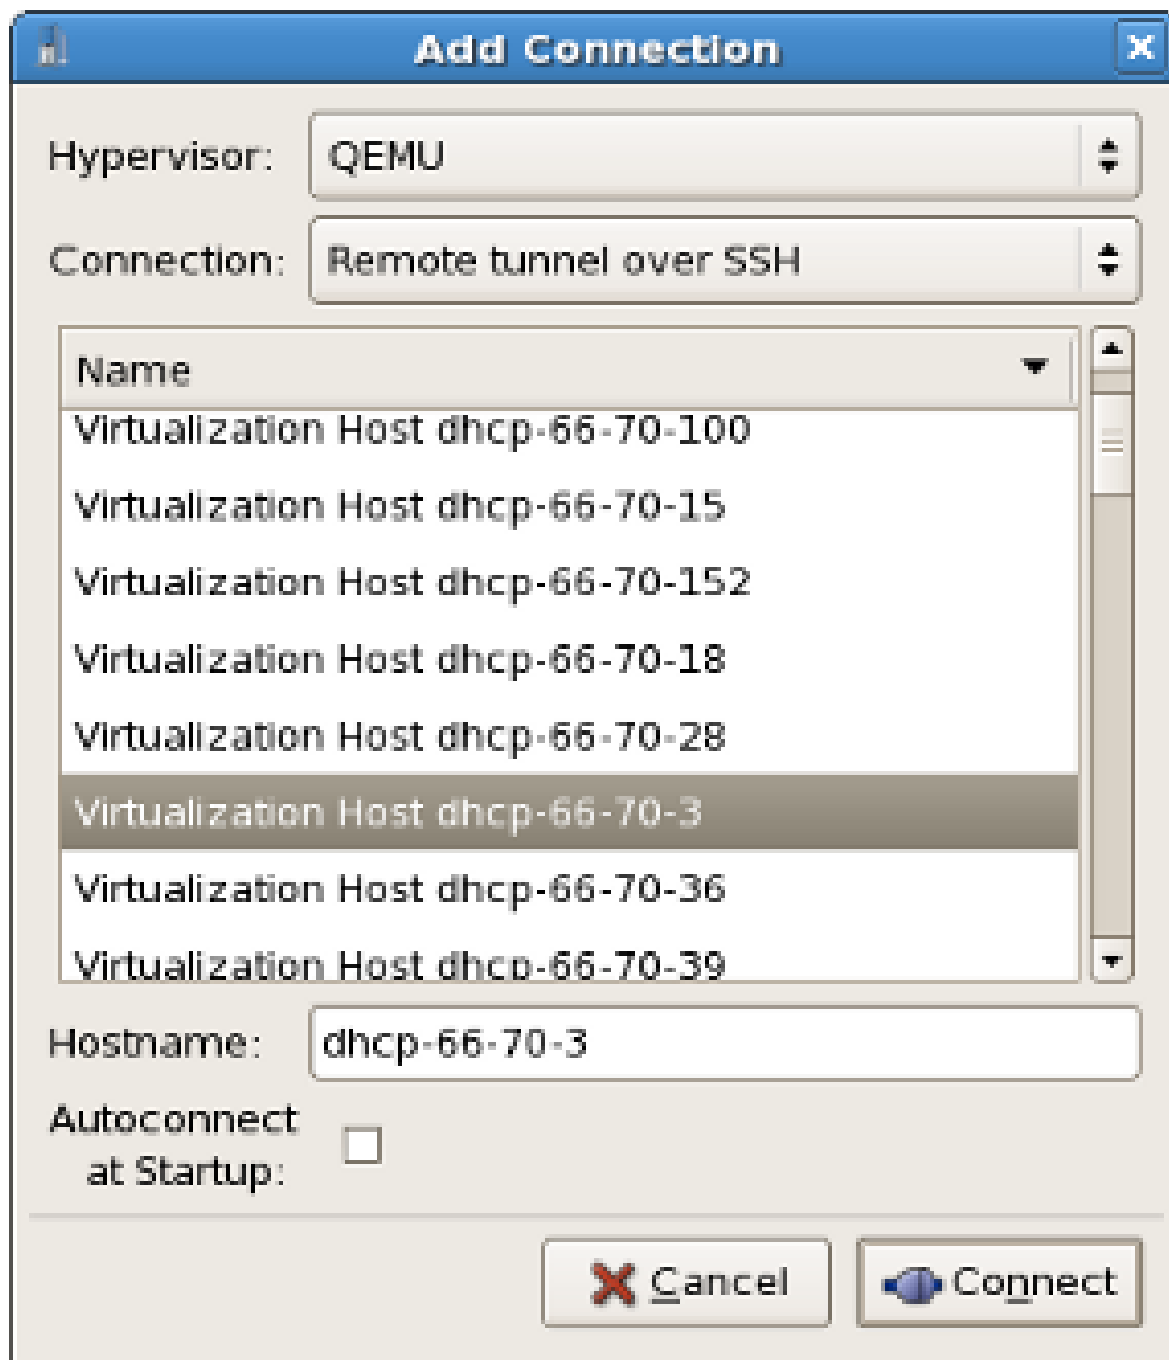 Add Connection
Hypervisor: QEMU
Connection: Remote tunnel over SSH
Name
Virtualization Host dhcp-66-70-100
Virtualization Host dhcp-66-70-15
Virtualization Host dhcp-66-70-152
Virtualization Host dhcp-66-70-18
Virtualization Host dhcp-66-70-28
Virtualization Host dhcp-66-70-3
Virtualization Host dhcp-66-70-36
Virtualization Host dhcp-66-70-39
Hostname: dhcp-66-70-3
Autoconnect
at Startup:
Cancel Connect